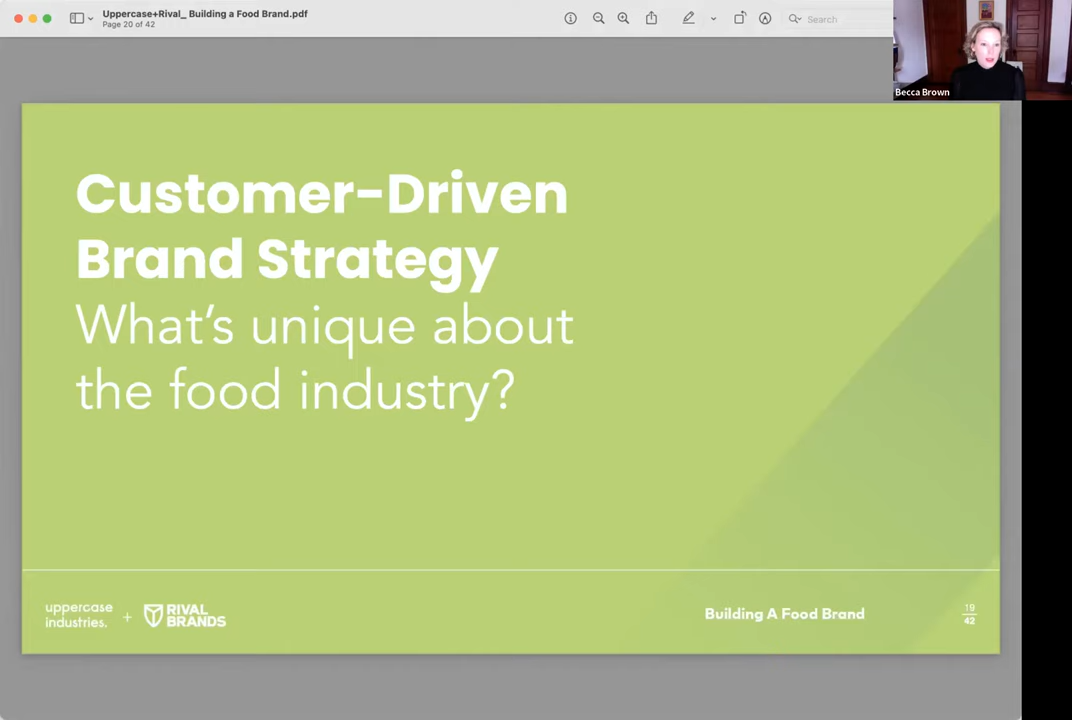 Uppercase+Rival_ Building a Food Brand.pdf
Page 20 of 42
Search
Becca Brown
Customer-Driven
Brand Strategy
What's unique about
the food industry?
uppercase
industries.
+
RIVAL
BRANDS
Building A Food Brand
19
42